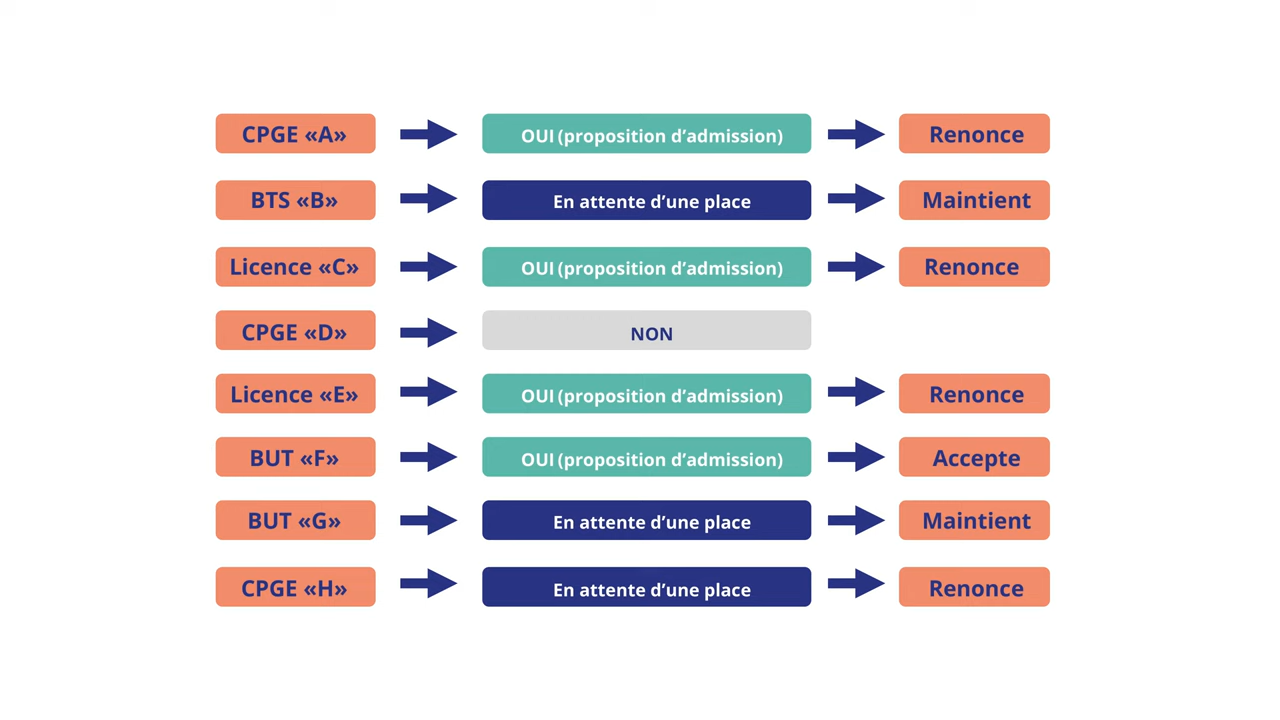 CPGE «A» OUI (proposition d’admission) Renonce
BTS «B» En attente d’une place Maintient
Licence «C» OUI (proposition d’admission) Renonce
CPGE «D» NON
Licence «E» OUI (proposition d’admission) Renonce
BUT «F» OUI (proposition d’admission) Accepte
BUT «G» En attente d’une place Maintient
CPGE «H» En attente d’une place Renonce